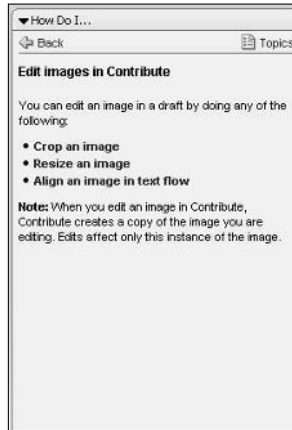 How Do I...
Back Topics
Edit images in Contribute
You can edit an image in a draft by doing any of the
following:
• Crop an image
• Resize an image
• Align an image in text flow
Note: When you edit an image in Contribute,
Contribute creates a copy of the image you are
editing. Edits affect only this instance of the image.